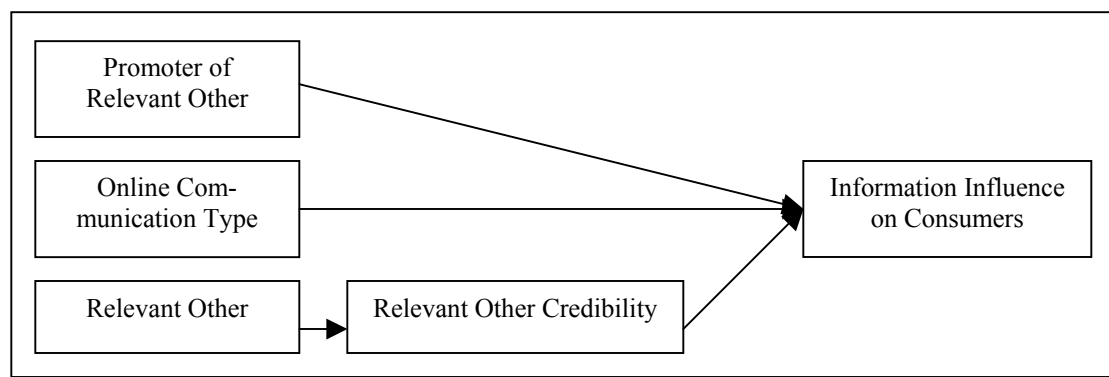 Promoter of
Relevant Other
Online Com-
munication Type
Information Influence
on Consumers
Relevant Other
Relevant Other Credibility